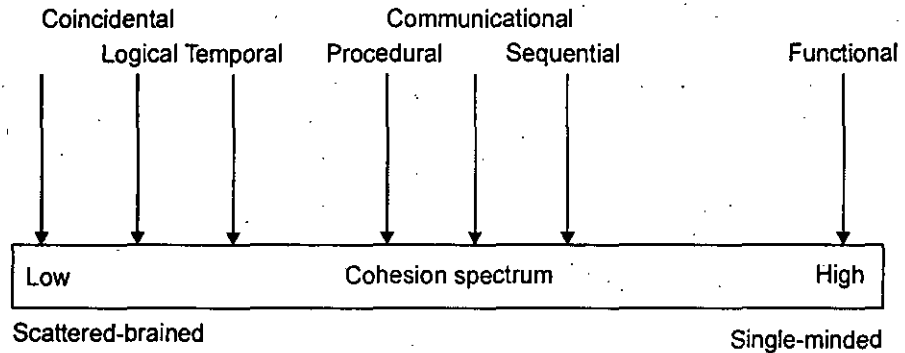 Coincidental Communicational
Logical Temporal Procedural Sequential Functional
Low Cohesion spectrum High
Scattered-brained Single-minded